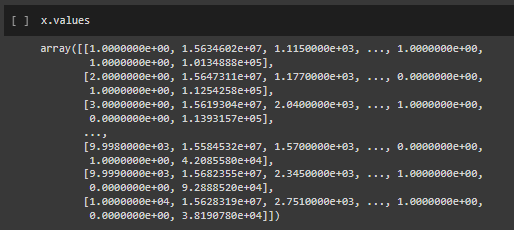 [ ] x.values
array([[1.0000000e+00, 1.5634602e+07, 1.1150000e+03, ..., 1.0000000e+00,
1.0000000e+00, 1.0134888e+05],
[2.0000000e+00, 1.5647311e+07, 1.1770000e+03, ..., 0.0000000e+00,
1.0000000e+00, 1.1254258e+05],
[3.0000000e+00, 1.5619304e+07, 2.0400000e+03, ..., 1.0000000e+00,
0.0000000e+00, 1.1393157e+05],
...,
[9.9980000e+03, 1.5584532e+07, 1.5700000e+03, ..., 0.0000000e+00,
1.0000000e+00, 4.2085580e+04],
[9.9990000e+03, 1.5682355e+07, 2.3450000e+03, ..., 1.0000000e+00,
0.0000000e+00, 9.2888520e+04],
[1.0000000e+04, 1.5628319e+07, 2.7510000e+03, ..., 1.0000000e+00,
0.0000000e+00, 3.8190780e+04]])